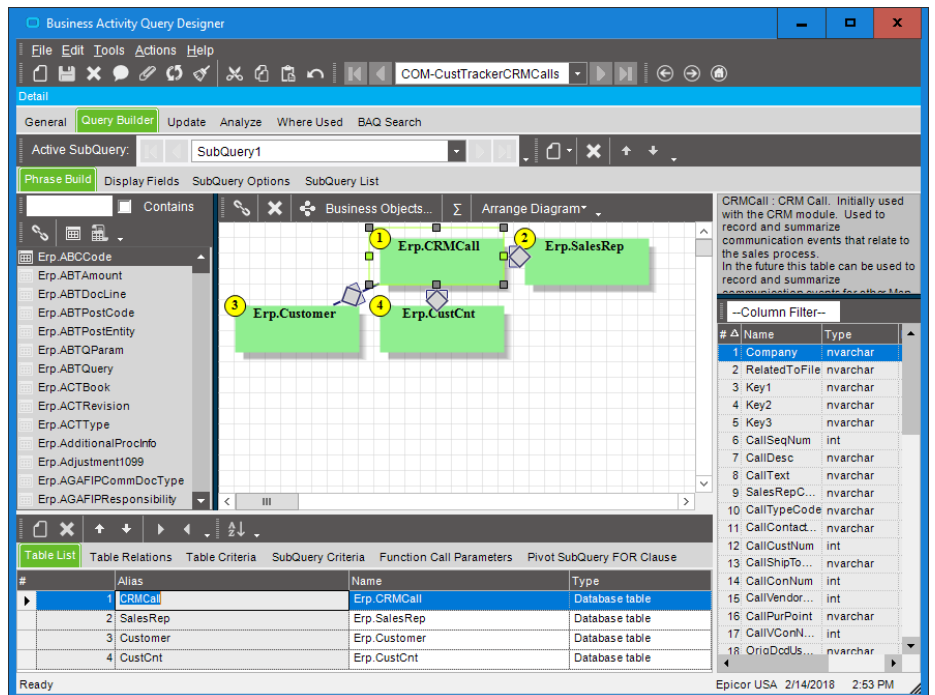 Business Activity Query Designer
File Edit Tools Actions Help
COM-CustTrackerCRMCalls
Detail
General Query Builder Update Analyze Where Used BAQ Search
Active SubQuery: SubQuery1
Phrase Build Display Fields SubQuery Options SubQuery List
Contains
Erp.ABCCode
Erp.ABTAmount
Erp.ABTDocLine
Erp.ABTPostCode
Erp.ABTPostEntity
Erp.ABTQParam
Erp.ABTQuery
Erp.ACTBook
Erp.ACTRevision
Erp.ACTType
Erp.AdditionalProcInfo
Erp.Adjustment1099
Erp.AGAFIPCommDocType
Erp.AGAFIPResponsibility
Business Objects... Σ Arrange Diagram
1 Erp.CRMCall
2 Erp.SalesRep
3 Erp.Customer
4 Erp.CustCnt
CRMCall : CRM Call. Initially used
with the CRM module. Used to
record and summarize
communication events that relate to
the sales process.
In the future this table can be used to
record and summarize
communication events for other Man
--Column Filter--
# Name Type
1 Company nvarchar
2 RelatedToFile nvarchar
3 Key1 nvarchar
4 Key2 nvarchar
5 Key3 nvarchar
6 CallSeqNum int
7 CallDesc nvarchar
8 CallText nvarchar
9 SalesRepC... nvarchar
10 CallTypeCode nvarchar
11 CallContact... nvarchar
12 CallCustNum int
13 CallShipTo... nvarchar
14 CallConNum int
15 CallVendor... int
16 CallPurPoint nvarchar
17 CallVConN... int
18 OrigDcdUs... nvarchar
Table List Table Relations Table Criteria SubQuery Criteria Function Call Parameters Pivot SubQuery FOR Clause
# Alias Name Type
1 CRMCall Erp.CRMCall Database table
2 SalesRep Erp.SalesRep Database table
3 Customer Erp.Customer Database table
4 CustCnt Erp.CustCnt Database table
Ready Epicor USA 2/14/2018 2:53 PM